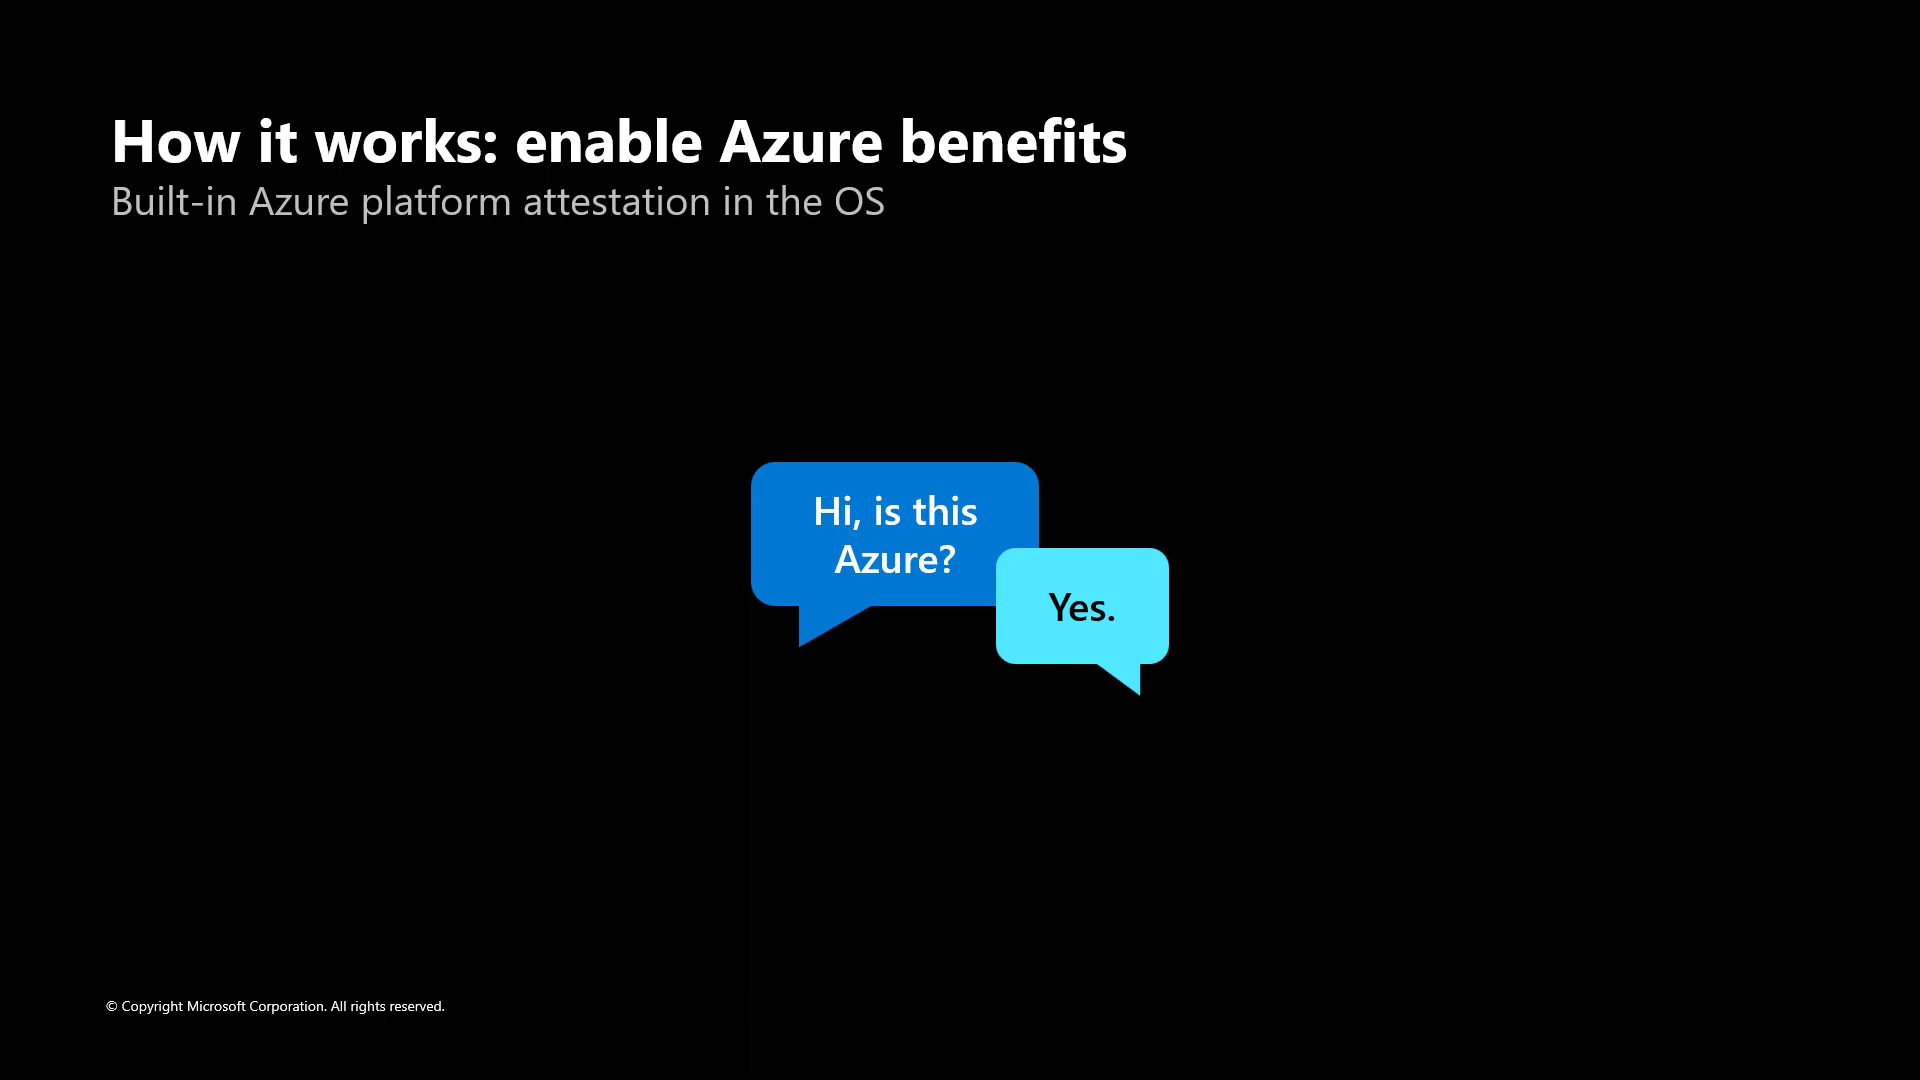 How it works: enable Azure benefits
Built-in Azure platform attestation in the OS
Hi, is this
Azure?
Yes.
© Copyright Microsoft Corporation. All rights reserved.